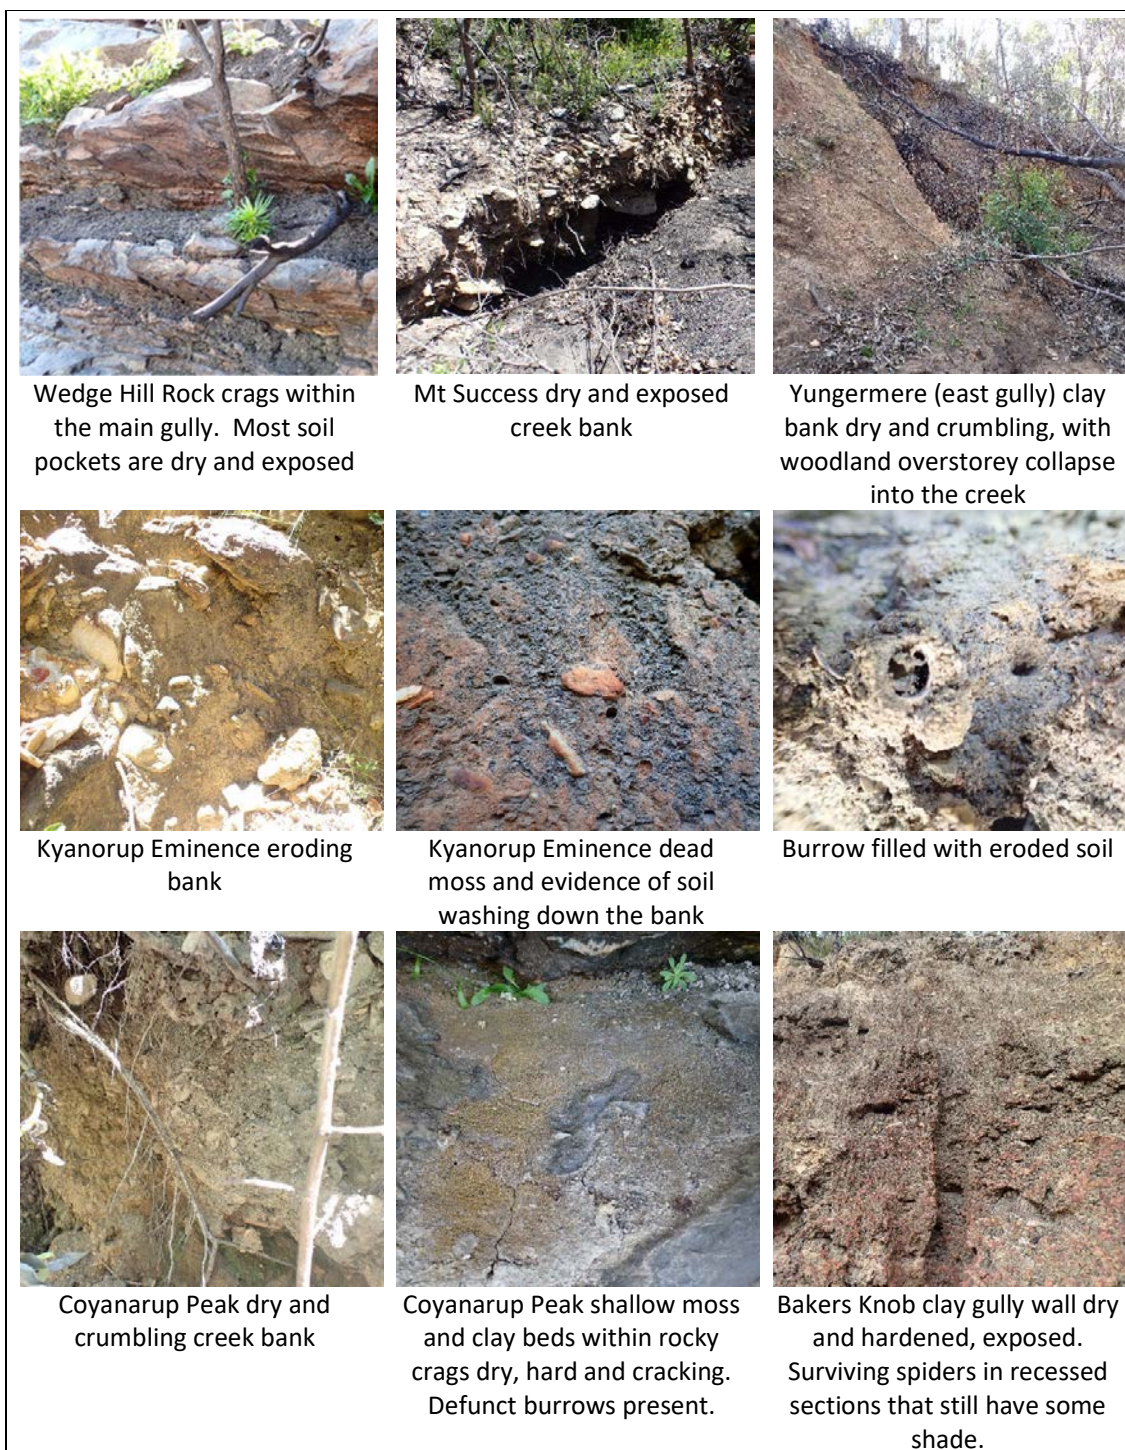 Wedge Hill Rock crags within
the main gully.  Most soil
pockets are dry and exposed
Mt Success dry and exposed
creek bank
Yungermere (east gully) clay
bank dry and crumbling, with
woodland overstorey collapse
into the creek
Kyanorup Eminence eroding
bank
Kyanorup Eminence dead
moss and evidence of soil
washing down the bank
Burrow filled with eroded soil
Coyanarup Peak dry and
crumbling creek bank
Coyanarup Peak shallow moss
and clay beds within rocky
crags dry, hard and cracking.
Defunct burrows present.
Bakers Knob clay gully wall dry
and hardened, exposed.
Surviving spiders in recessed
sections that still have some
shade.